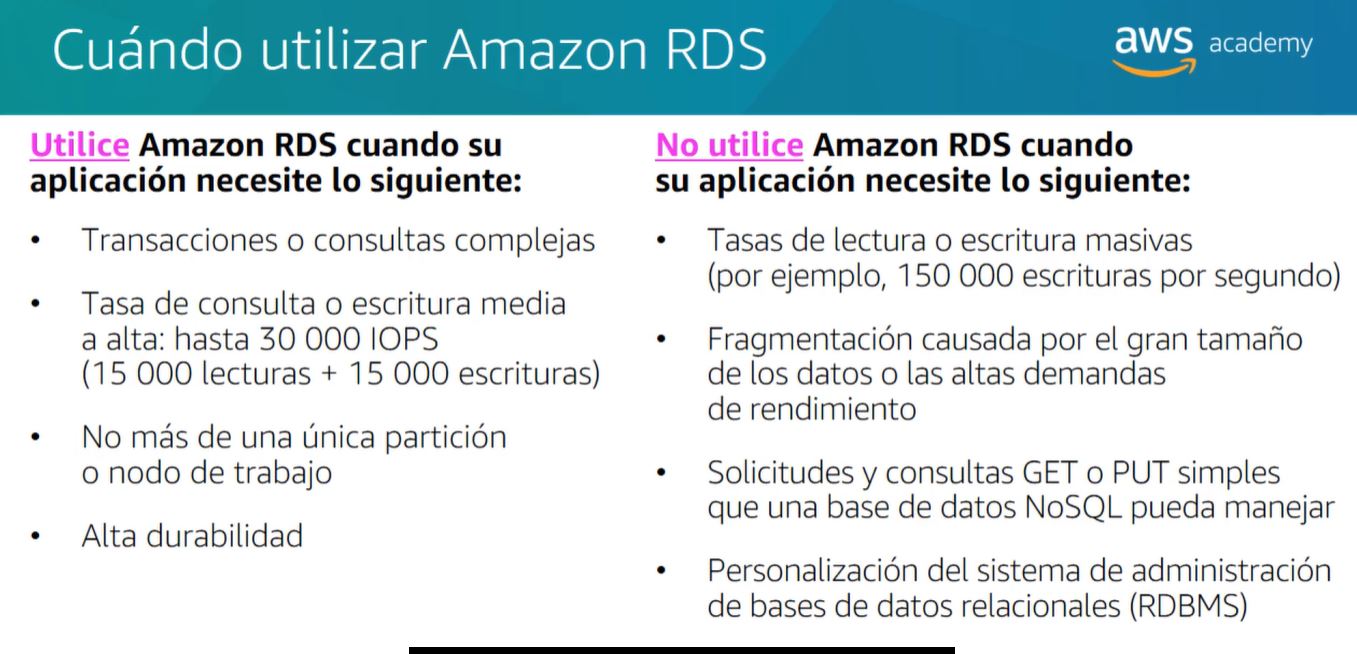 Cuándo utilizar Amazon RDS
aws academy
Utilice Amazon RDS cuando su
aplicación necesite lo siguiente:
• Transacciones o consultas complejas
• Tasa de consulta o escritura media
a alta: hasta 30 000 IOPS
(15 000 lecturas + 15 000 escrituras)
• No más de una única partición
o nodo de trabajo
• Alta durabilidad
No utilice Amazon RDS cuando
su aplicación necesite lo siguiente:
• Tasas de lectura o escritura masivas
(por ejemplo, 150 000 escrituras por segundo)
• Fragmentación causada por el gran tamaño
de los datos o las altas demandas
de rendimiento
• Solicitudes y consultas GET o PUT simples
que una base de datos NoSQL pueda manejar
• Personalización del sistema de administración
de bases de datos relacionales (RDBMS)